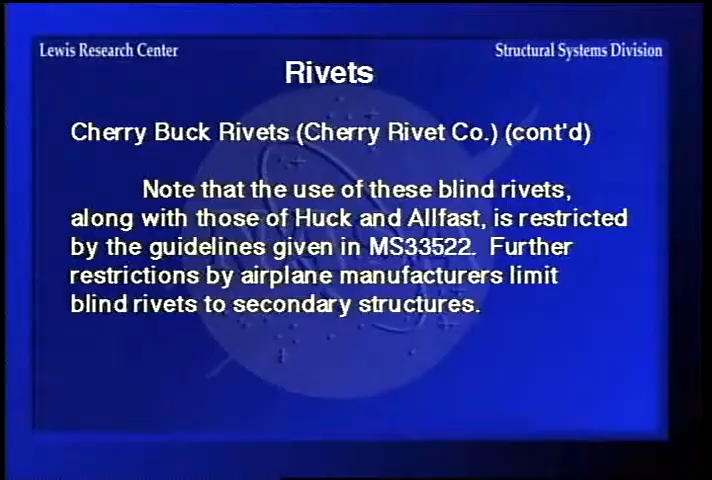 Lewis Research Center
Structural Systems Division
Rivets
Cherry Buck Rivets (Cherry Rivet Co.) (cont'd)
Note that the use of these blind rivets,
along with those of Huck and Allfast, is restricted
by the guidelines given in MS33522. Further
restrictions by airplane manufacturers limit
blind rivets to secondary structures.